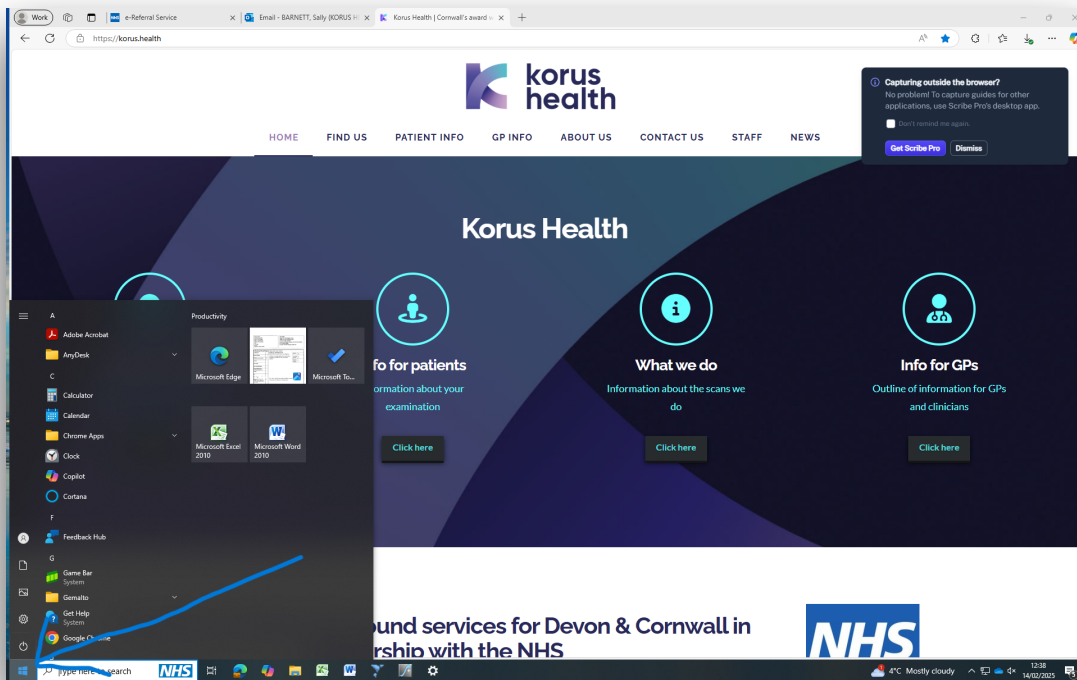 Work
e-Referral Service
Email - BARNETT, Sally (KORUS H
Korus Health | Cornwall's award w
https://korus.health
korus
health
Capturing outside the browser?
No problem! To capture guides for other
applications, use Scribe Pro's desktop app.
Don't remind me again.
Get Scribe Pro
Dismiss
HOME
FIND US
PATIENT INFO
GP INFO
ABOUT US
CONTACT US
STAFF
NEWS
Korus Health
fo for patients
ormation about your
examination
Click here
What we do
Information about the scans we
do
Click here
Info for GPs
Outline of information for GPs
and clinicians
Click here
A
Adobe Acrobat
AnyDesk
C
Calculator
Calendar
Chrome Apps
Clock
Copilot
Cortana
F
Feedback Hub
G
Game Bar
System
Gemalto
Get Help
System
Google Chrome
Productivity
Microsoft Edge
Microsoft To...
Microsoft Excel
2010
Microsoft Word
2010
und services for Devon & Cornwall in
rship with the NHS
NHS
Type here to search
NHS
4°C Mostly cloudy
12:38
14/02/2025